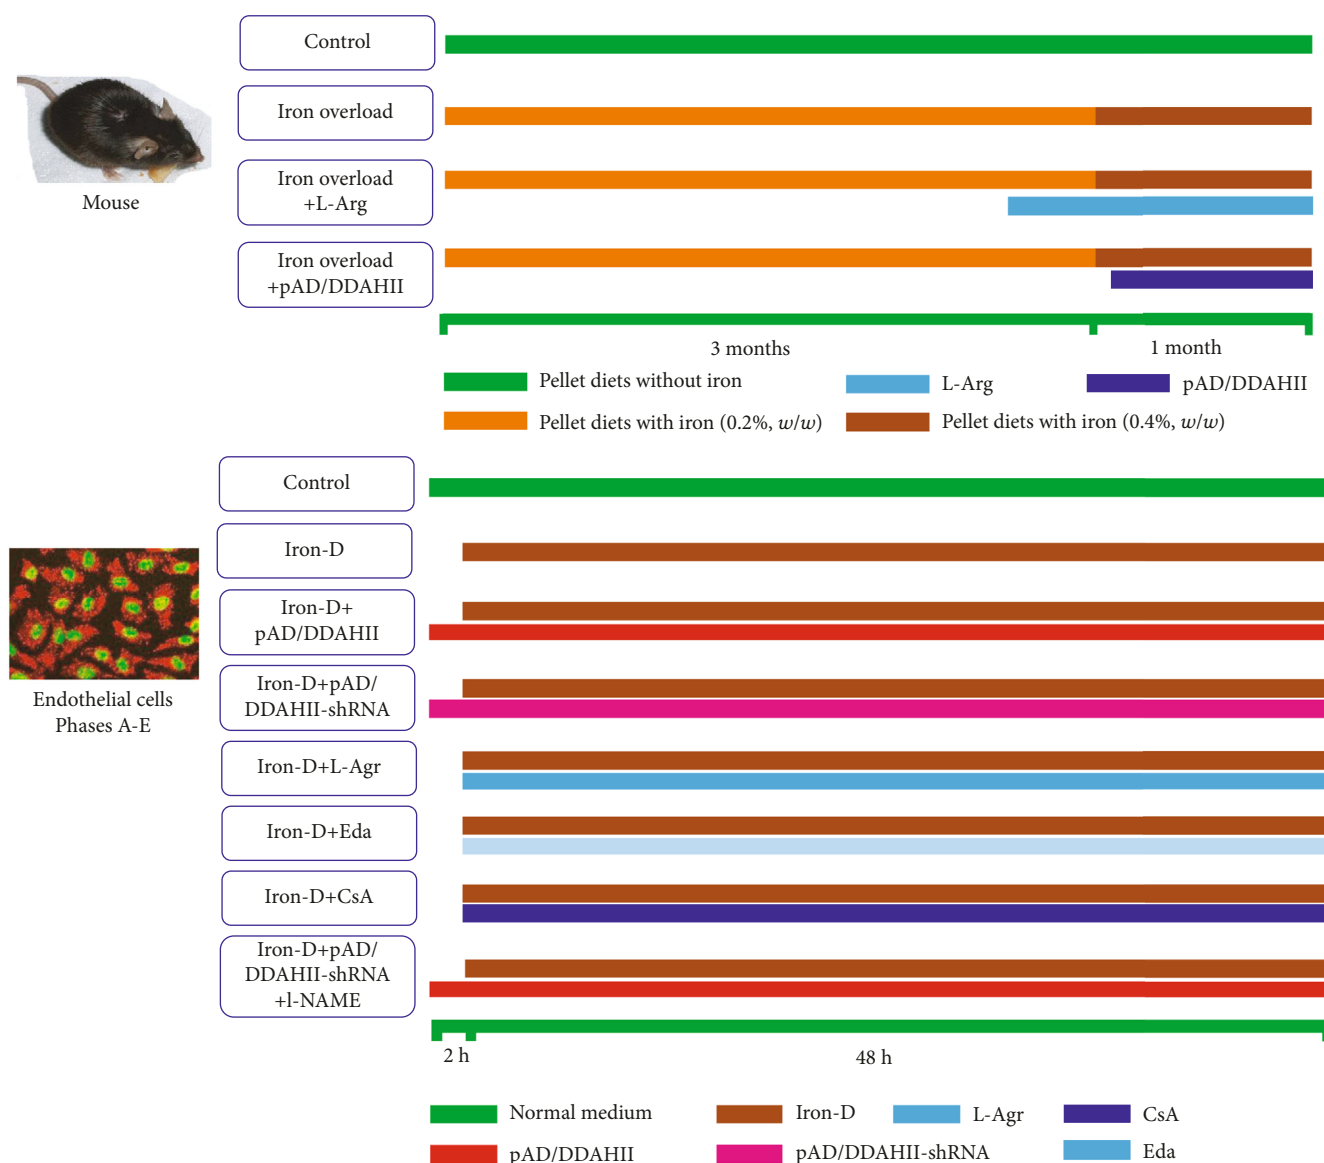 Control
Iron overload
Iron overload
+L-Arg
Iron overload
+pAD/DDAHII
Mouse
3 months
1 month
Pellet diets without iron
L-Arg
pAD/DDAHII
Pellet diets with iron (0.2%, w/w)
Pellet diets with iron (0.4%, w/w)
Control
Iron-D
Iron-D+
pAD/DDAHII
Iron-D+pAD/
DDAHII-shRNA
Iron-D+L-Agr
Iron-D+Eda
Iron-D+CsA
Iron-D+pAD/
DDAHII-shRNA
+l-NAME
Endothelial cells
Phases A-E
2 h
48 h
Normal medium
Iron-D
L-Agr
CsA
pAD/DDAHII
pAD/DDAHII-shRNA
Eda